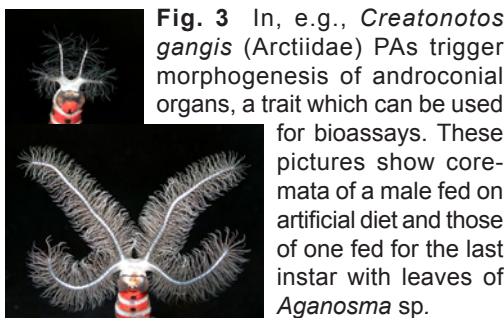 Fig. 3 In, e.g., Creatonotos
gangis (Arctiidae) PAs trigger
morphogenesis of androconial
organs, a trait which can be used
for bioassays. These
pictures show core-
mata of a male fed on
artificial diet and those
of one fed for the last
instar with leaves of
Aganosma sp.